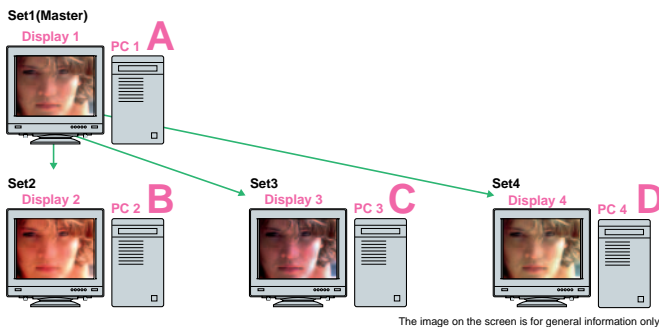 Set1(Master)
Display 1
PC 1 A
Set2
Display 2
PC 2 B
Set3
Display 3
PC 3 C
Set4
Display 4
PC 4 D
The image on the screen is for general information only